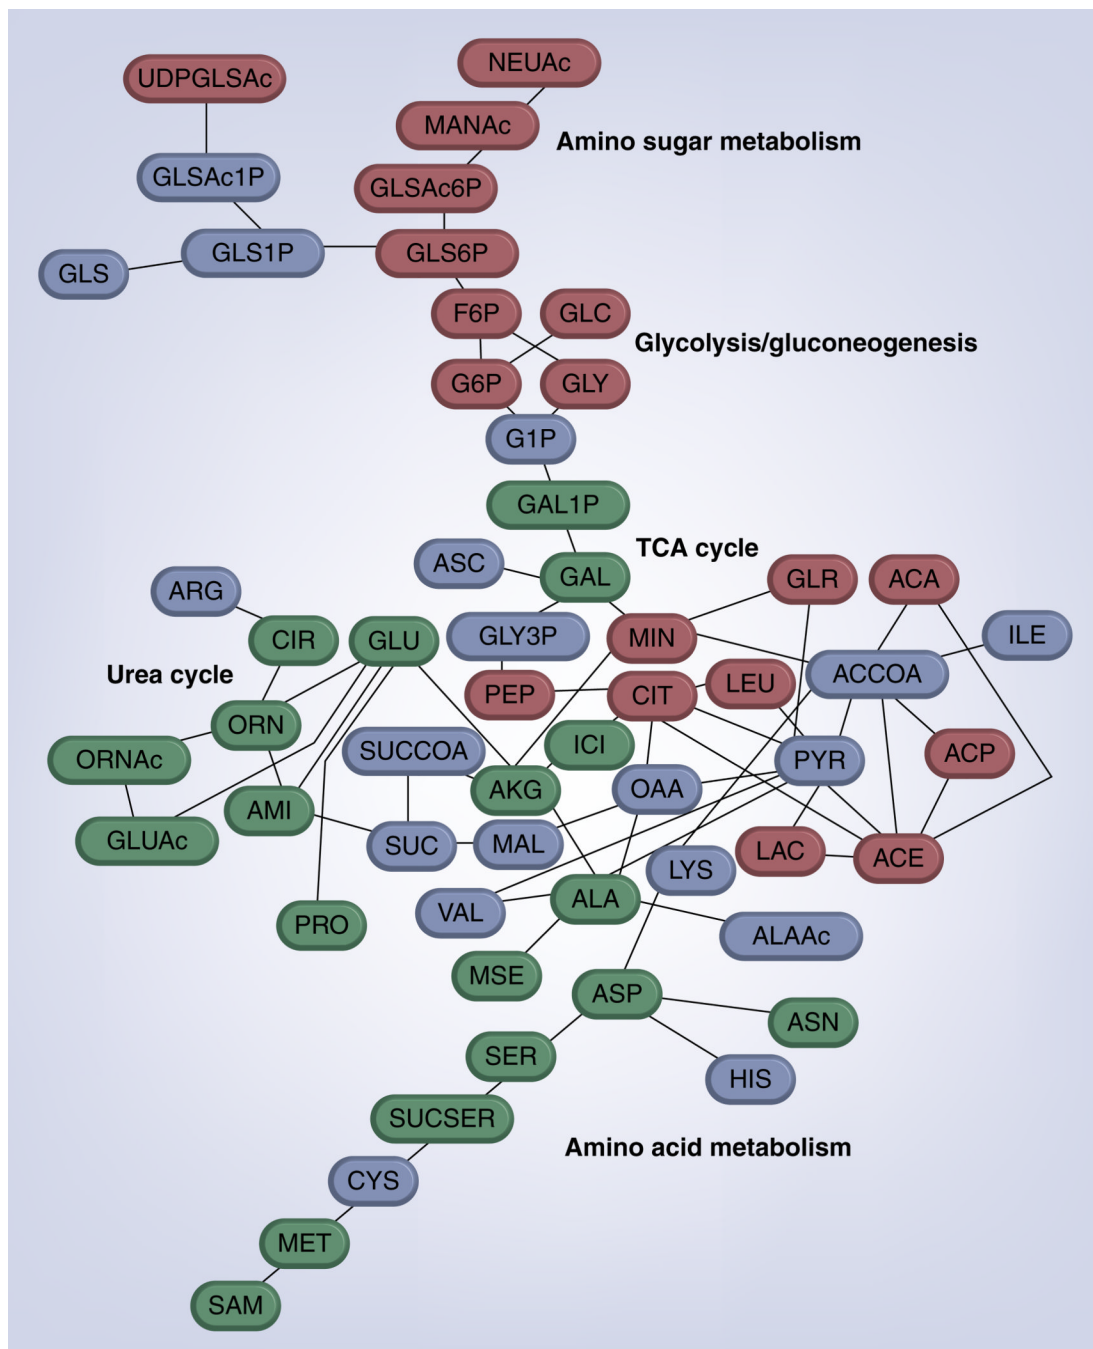 NEUAc
UDPGLSAc
MANAc
Amino sugar metabolism
GLSAc1P
GLSAc6P
GLS1P
GLS6P
GLS
F6P
GLC
Glycolysis/gluconeogenesis
G6P
GLY
G1P
GAL1P
TCA cycle
ASC
GAL
GLR
ACA
ARG
CIR
GLU
GLY3P
MIN
ILE
Urea cycle
ACCOA
PEP
CIT
LEU
ORN
ICI
ORNAc
SUCCOA
PYR
ACP
AKG
OAA
AMI
GLUAc
SUC
MAL
LAC
ACE
LYS
ALA
VAL
PRO
ALAAc
MSE
ASP
ASN
SER
HIS
SUCSER
Amino acid metabolism
CYS
MET
SAM